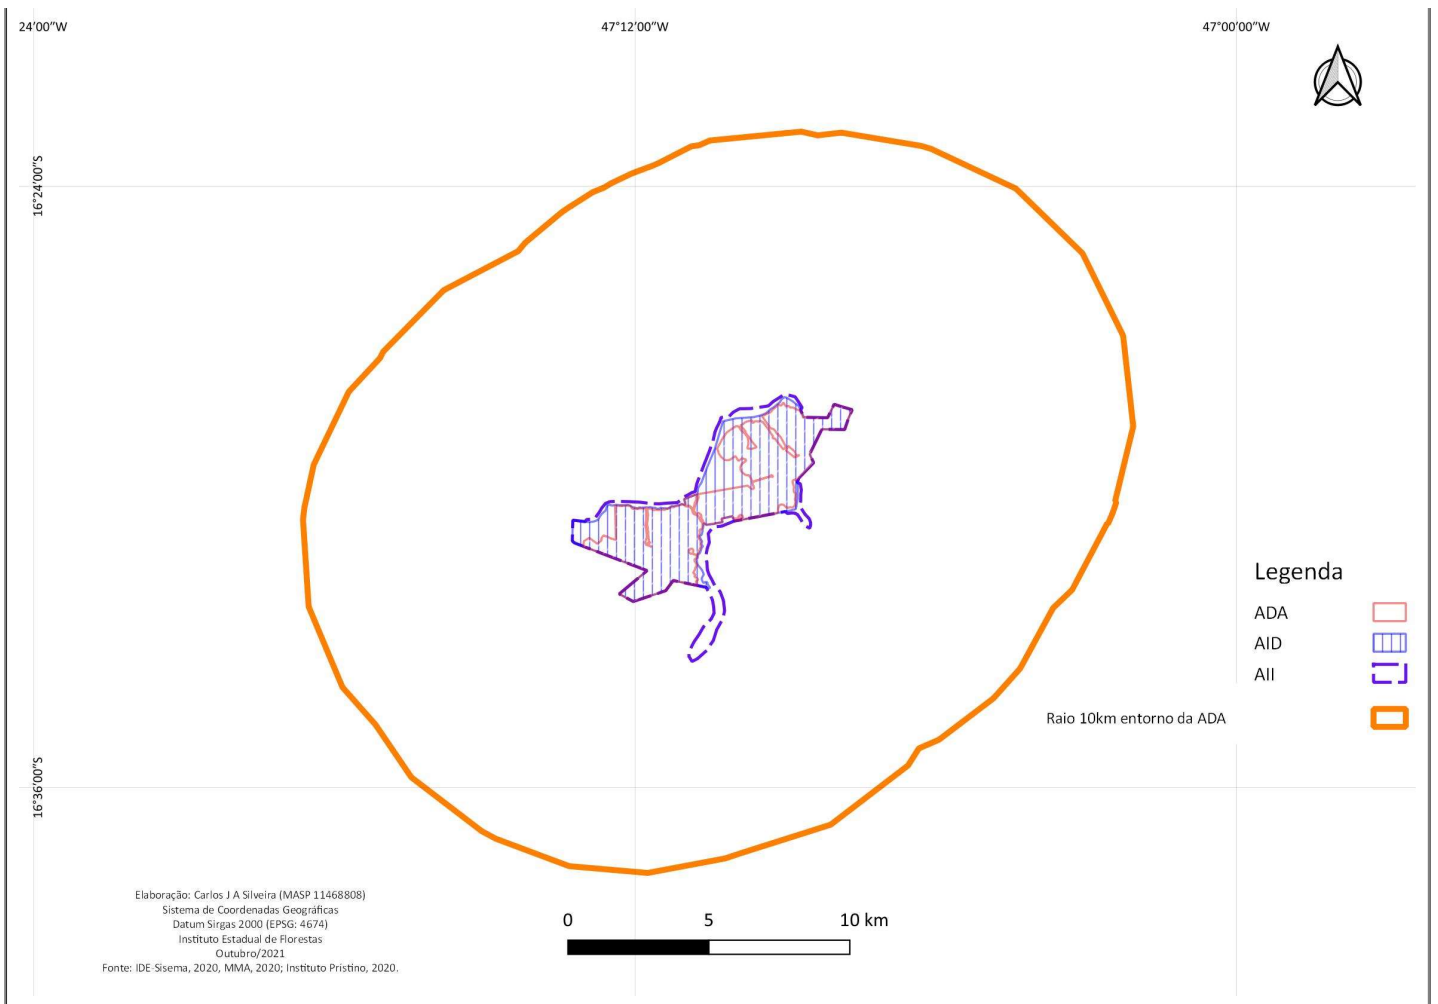 24'00''W
47°12'00''W
47°00'00''W
16°24'00''S
16°36'00''S
Legenda
ADA
AID
AII
Raio 10km entorno da ADA
Elaboração: Carlos J A Silveira (MASP 11468808)
Sistema de Coordenadas Geográficas
Datum Sirgas 2000 (EPSG: 4674)
Instituto Estadual de Florestas
Outubro/2021
Fonte: IDE-Sisema, 2020, MMA, 2020; Instituto Pristino, 2020.
0 5 10 km